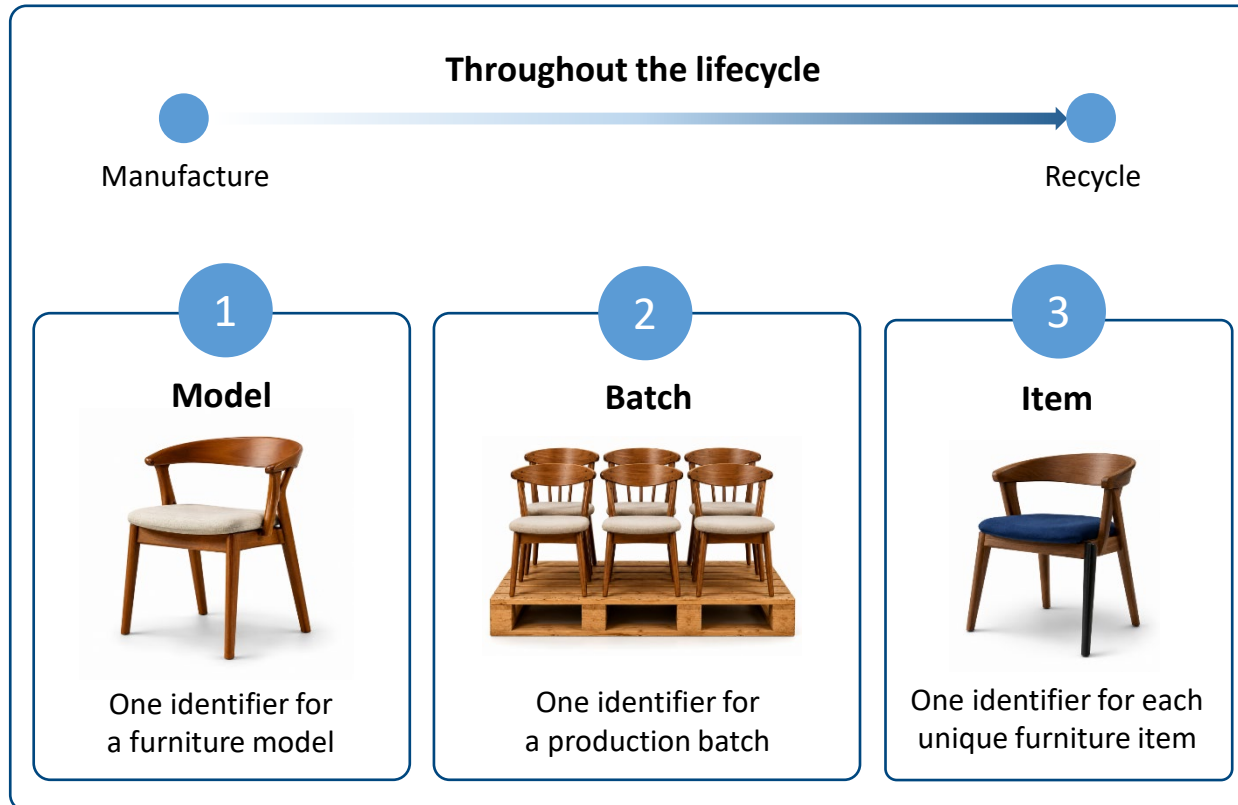 Throughout the lifecycle
Manufacture
Recycle
1
2
3
Model
Batch
Item
One identifier for
a furniture model
One identifier for
a production batch
One identifier for each
unique furniture item